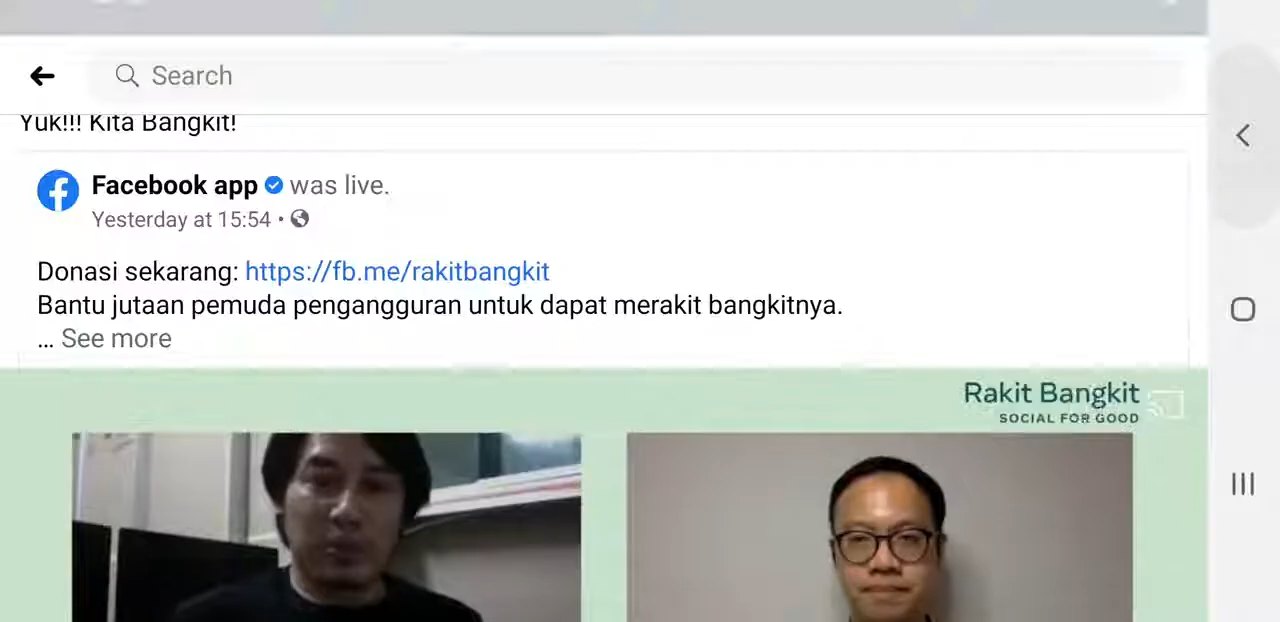 Search
Yuk!!! Kita Bangkit!
Facebook app was live.
Yesterday at 15:54 •
Donasi sekarang: https://fb.me/rakitbangkit
Bantu jutaan pemuda pengangguran untuk dapat merakit bangkitnya.
... See more
Rakit Bangkit
SOCIAL FOR GOOD